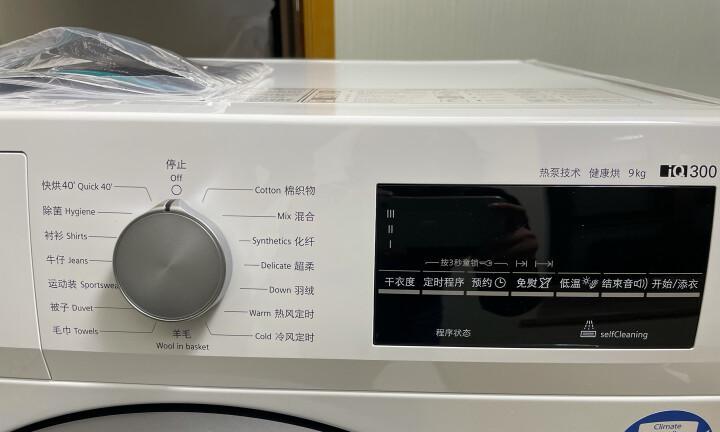 停止
Off
快烘40' Quick 40'
除菌 Hygiene
衬衫 Shirts
牛仔 Jeans
运动装 Sportswear
被子 Duvet
毛巾 Towels
羊毛
Wool in basket
Cotton 棉织物
Mix 混合
Synthetics 化纤
Delicate 超柔
Down 羽绒
Warm 热风定时
Cold 冷风定时
热泵技术 健康烘 9kg iQ300
III
II
I
按3秒童锁
干衣度 定时程序 预约 免熨 低温 结束音 开始/添衣
程序状态 selfCleaning
Climate